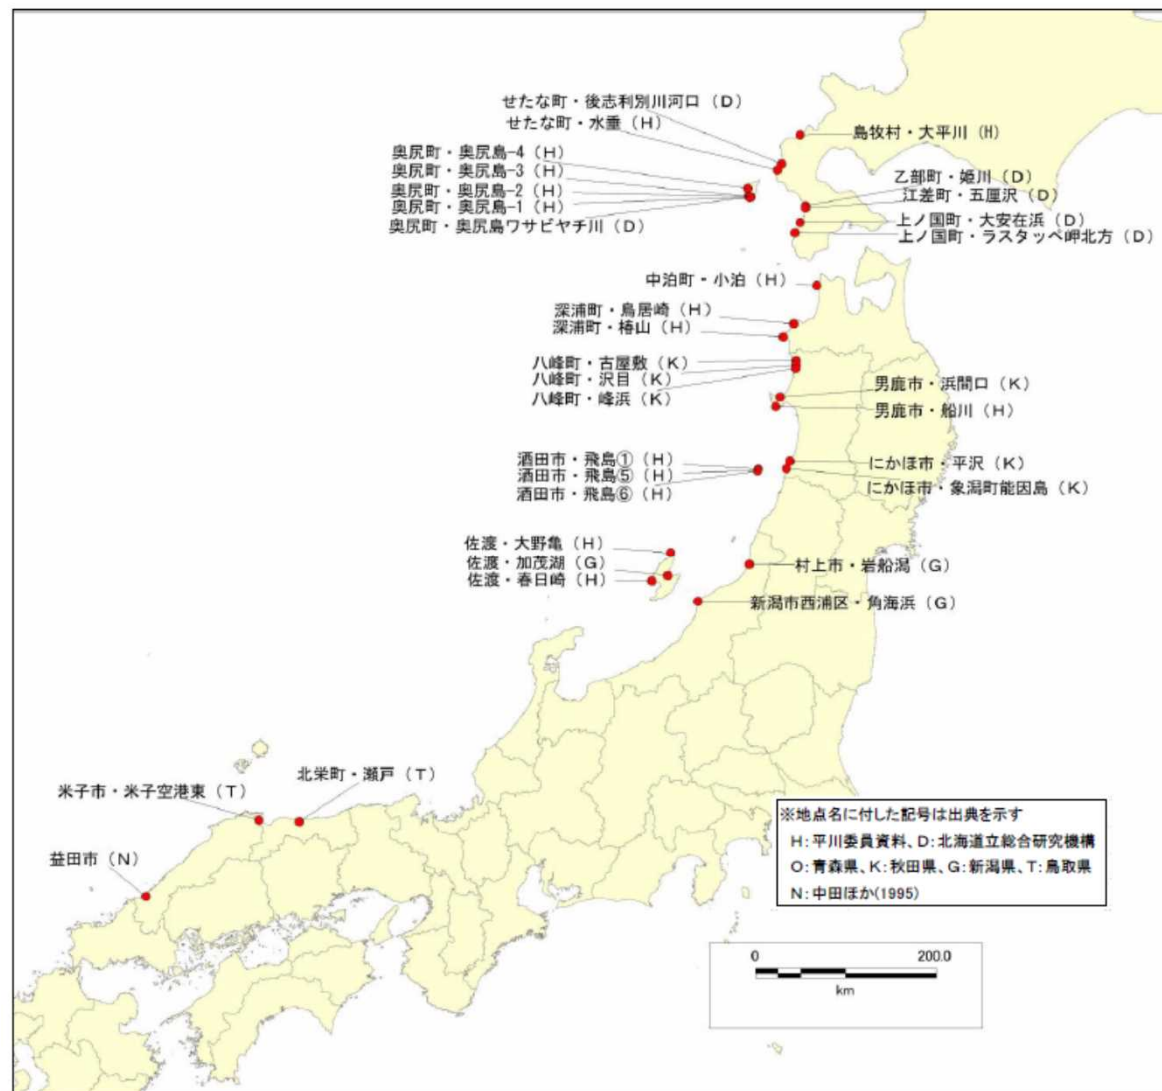 せたな町・後志利別川河口（D）
せたな町・水垂（H）
島牧村・大平川（H）
奥尻町・奥尻島-4（H）
奥尻町・奥尻島-3（H）
奥尻町・奥尻島-2（H）
奥尻町・奥尻島-1（H）
奥尻町・奥尻島ワサビヤチ川（D）
乙部町・姫川（D）
江差町・五厘沢（D）
上ノ国町・大安在浜（D）
上ノ国町・ラスタッペ岬北方（D）
中泊町・小泊（H）
深浦町・鳥居崎（H）
深浦町・椿山（H）
八峰町・古屋敷（K）
八峰町・沢目（K）
八峰町・峰浜（K）
男鹿市・浜間口（K）
男鹿市・船川（H）
酒田市・飛島①（H）
酒田市・飛島⑤（H）
酒田市・飛島⑥（H）
にかほ市・平沢（K）
にかほ市・象潟町能因島（K）
佐渡・大野亀（H）
佐渡・加茂湖（G）
佐渡・春日崎（H）
村上市・岩船潟（G）
新潟市西浦区・角海浜（G）
北栄町・瀬戸（T）
米子市・米子空港東（T）
益田市（N）
※地点名に付した記号は出典を示す
H：平川委員資料、D：北海道立総合研究機構
O：青森県、K：秋田県、G：新潟県、T：鳥取県
N：中田ほか(1995)
0 200.0
km